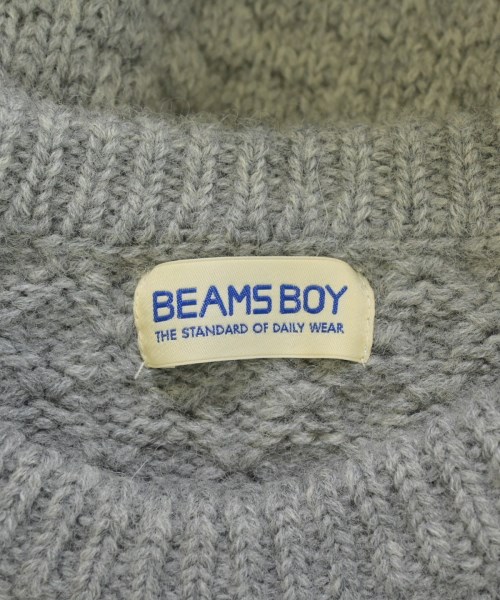 BEAMS BOY
THE STANDARD OF DAILY WEAR